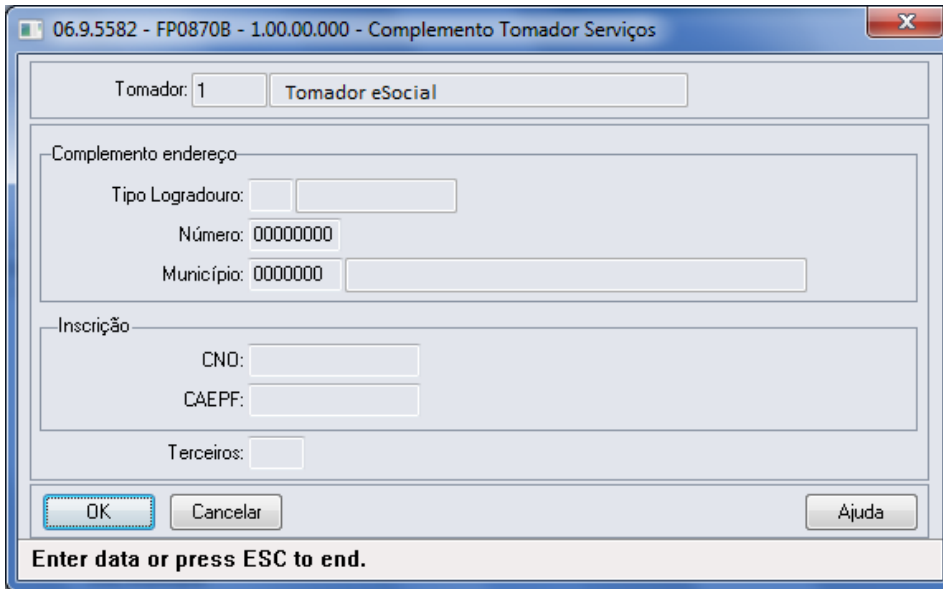 06.9.5582 - FP0870B - 1.00.00.000 - Complemento Tomador Serviços
Tomador: 1 Tomador eSocial
Complemento endereço
Tipo Logradouro:
Número: 00000000
Município: 0000000
Inscrição
CNO:
CAEPF:
Terceiros:
OK Cancelar Ajuda
Enter data or press ESC to end.